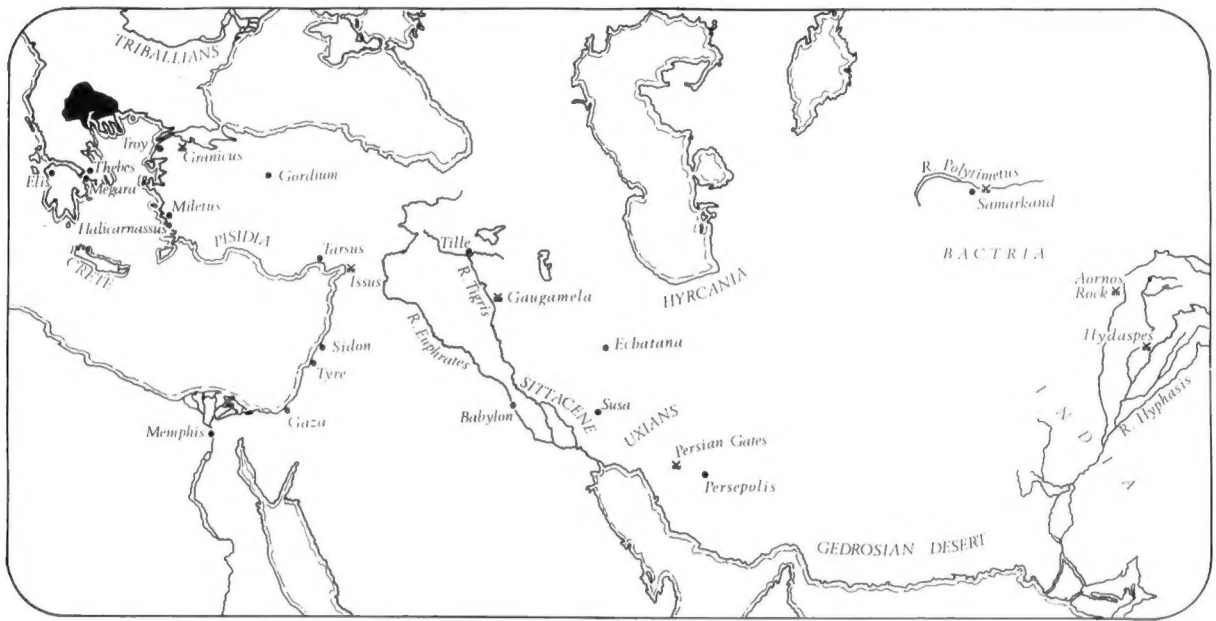 TRIBALLIANS
Troy
Granicus
Thebes
Elis
Megara
Gordium
Miletus
Halicarnassus
PISIDIA
CRETE
Tarsus
Issus
Tille
R. Tigris
Gaugamela
R. Euphrates
HYRCANIA
R. Polytimetus
Samarkand
BACTRIA
Aornos
Rock
Hydaspes
R. Hyphasis
INDIA
Ecbatana
Sidon
Tyre
Gaza
Memphis
Babylon
SITTACENE
Susa
UXIANS
Persian Gates
Persepolis
GEDROSIAN DESERT